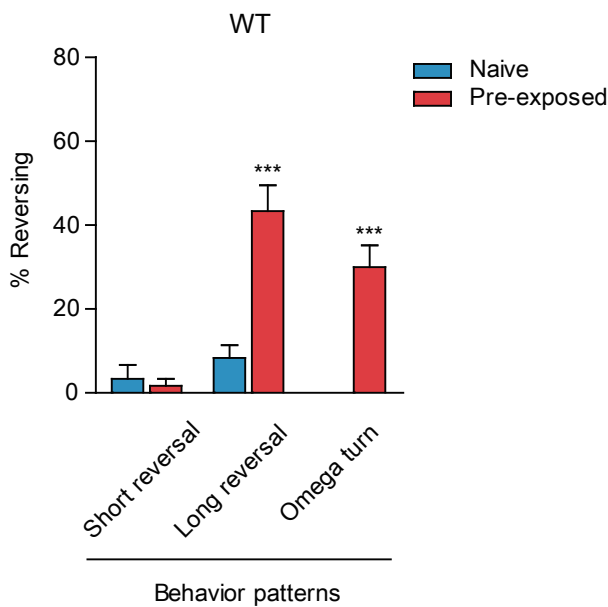 WT
80
60
40
20
0
% Reversing
Naive
Pre-exposed
***
***
Short reversal
Long reversal
Omega turn
Behavior patterns